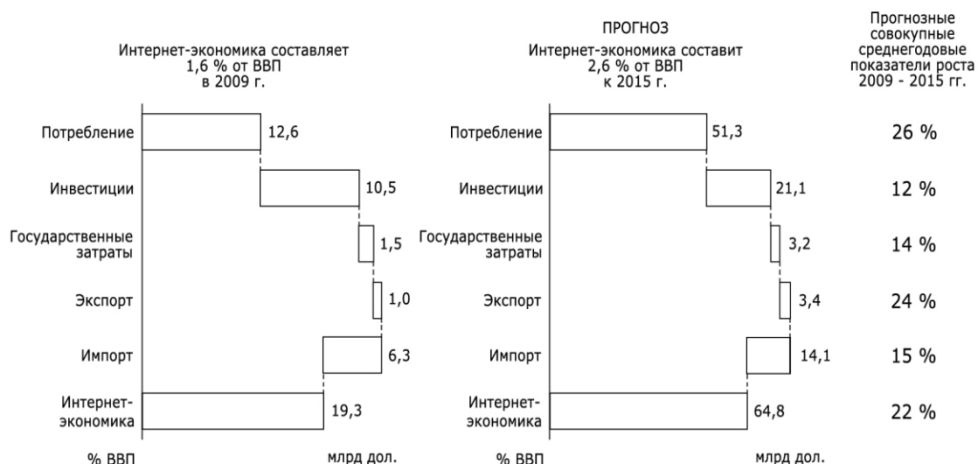 Интернет-экономика составляет
1,6 % от ВВП
в 2009 г.
Потребление
12,6
Инвестиции
10,5
Государственные
затраты
1,5
Экспорт
1,0
Импорт
6,3
Интернет-
экономика
19,3
% ВВП
млрд дол.
ПРОГНОЗ
Интернет-экономика составит
2,6 % от ВВП
к 2015 г.
Потребление
51,3
Инвестиции
21,1
Государственные
затраты
3,2
Экспорт
3,4
Импорт
14,1
Интернет-
экономика
64,8
% ВВП
млрд дол.
Прогнозные
совокупные
среднегодовые
показатели роста
2009 - 2015 гг.
26 %
12 %
14 %
24 %
15 %
22 %